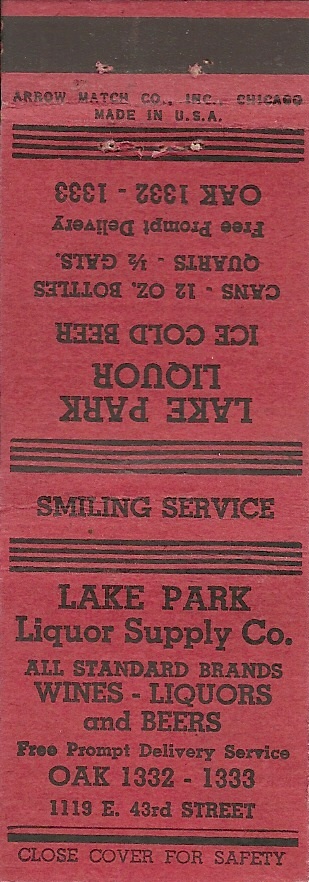 ARROW MATCH CO., INC., CHICAGO
MADE IN U.S.A.
LAKE PARK
LIQUOR
ICE COLD BEER
CANS - 12 OZ. BOTTLES
QUARTS - ½ GALS.
Free Prompt Delivery
OAK 1332 - 1333
SMILING SERVICE
LAKE PARK
Liquor Supply Co.
ALL STANDARD BRANDS
WINES - LIQUORS
and BEERS
Free Prompt Delivery Service
OAK 1332 - 1333
1119 E. 43rd STREET
CLOSE COVER FOR SAFETY